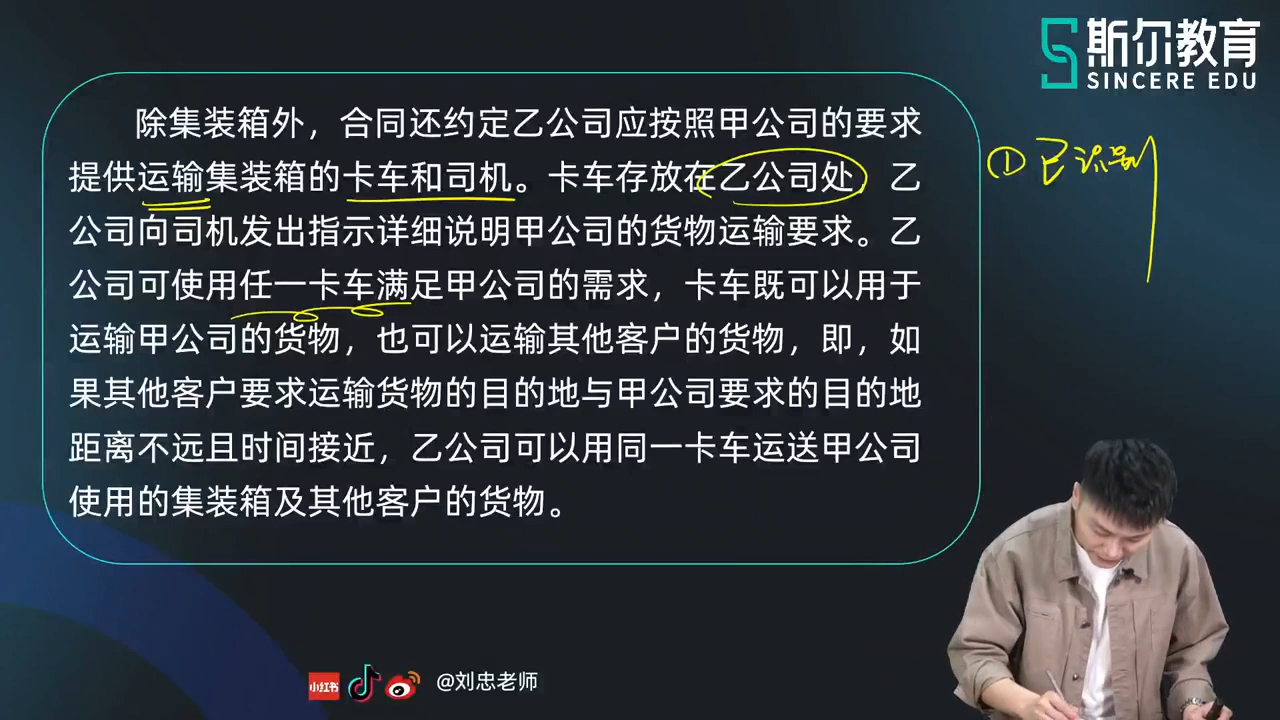 斯尔教育
SINCERE EDU
除集装箱外，合同还约定乙公司应按照甲公司的要求
提供运输集装箱的卡车和司机。卡车存放在乙公司处，乙
公司向司机发出指示详细说明甲公司的货物运输要求。乙
公司可使用任一卡车满足甲公司的需求，卡车既可以用于
运输甲公司的货物，也可以运输其他客户的货物，即，如
果其他客户要求运输货物的目的地与甲公司要求的目的地
距离不远且时间接近，乙公司可以用同一卡车运送甲公司
使用的集装箱及其他客户的货物。
①已识别
小红书
@刘忠老师